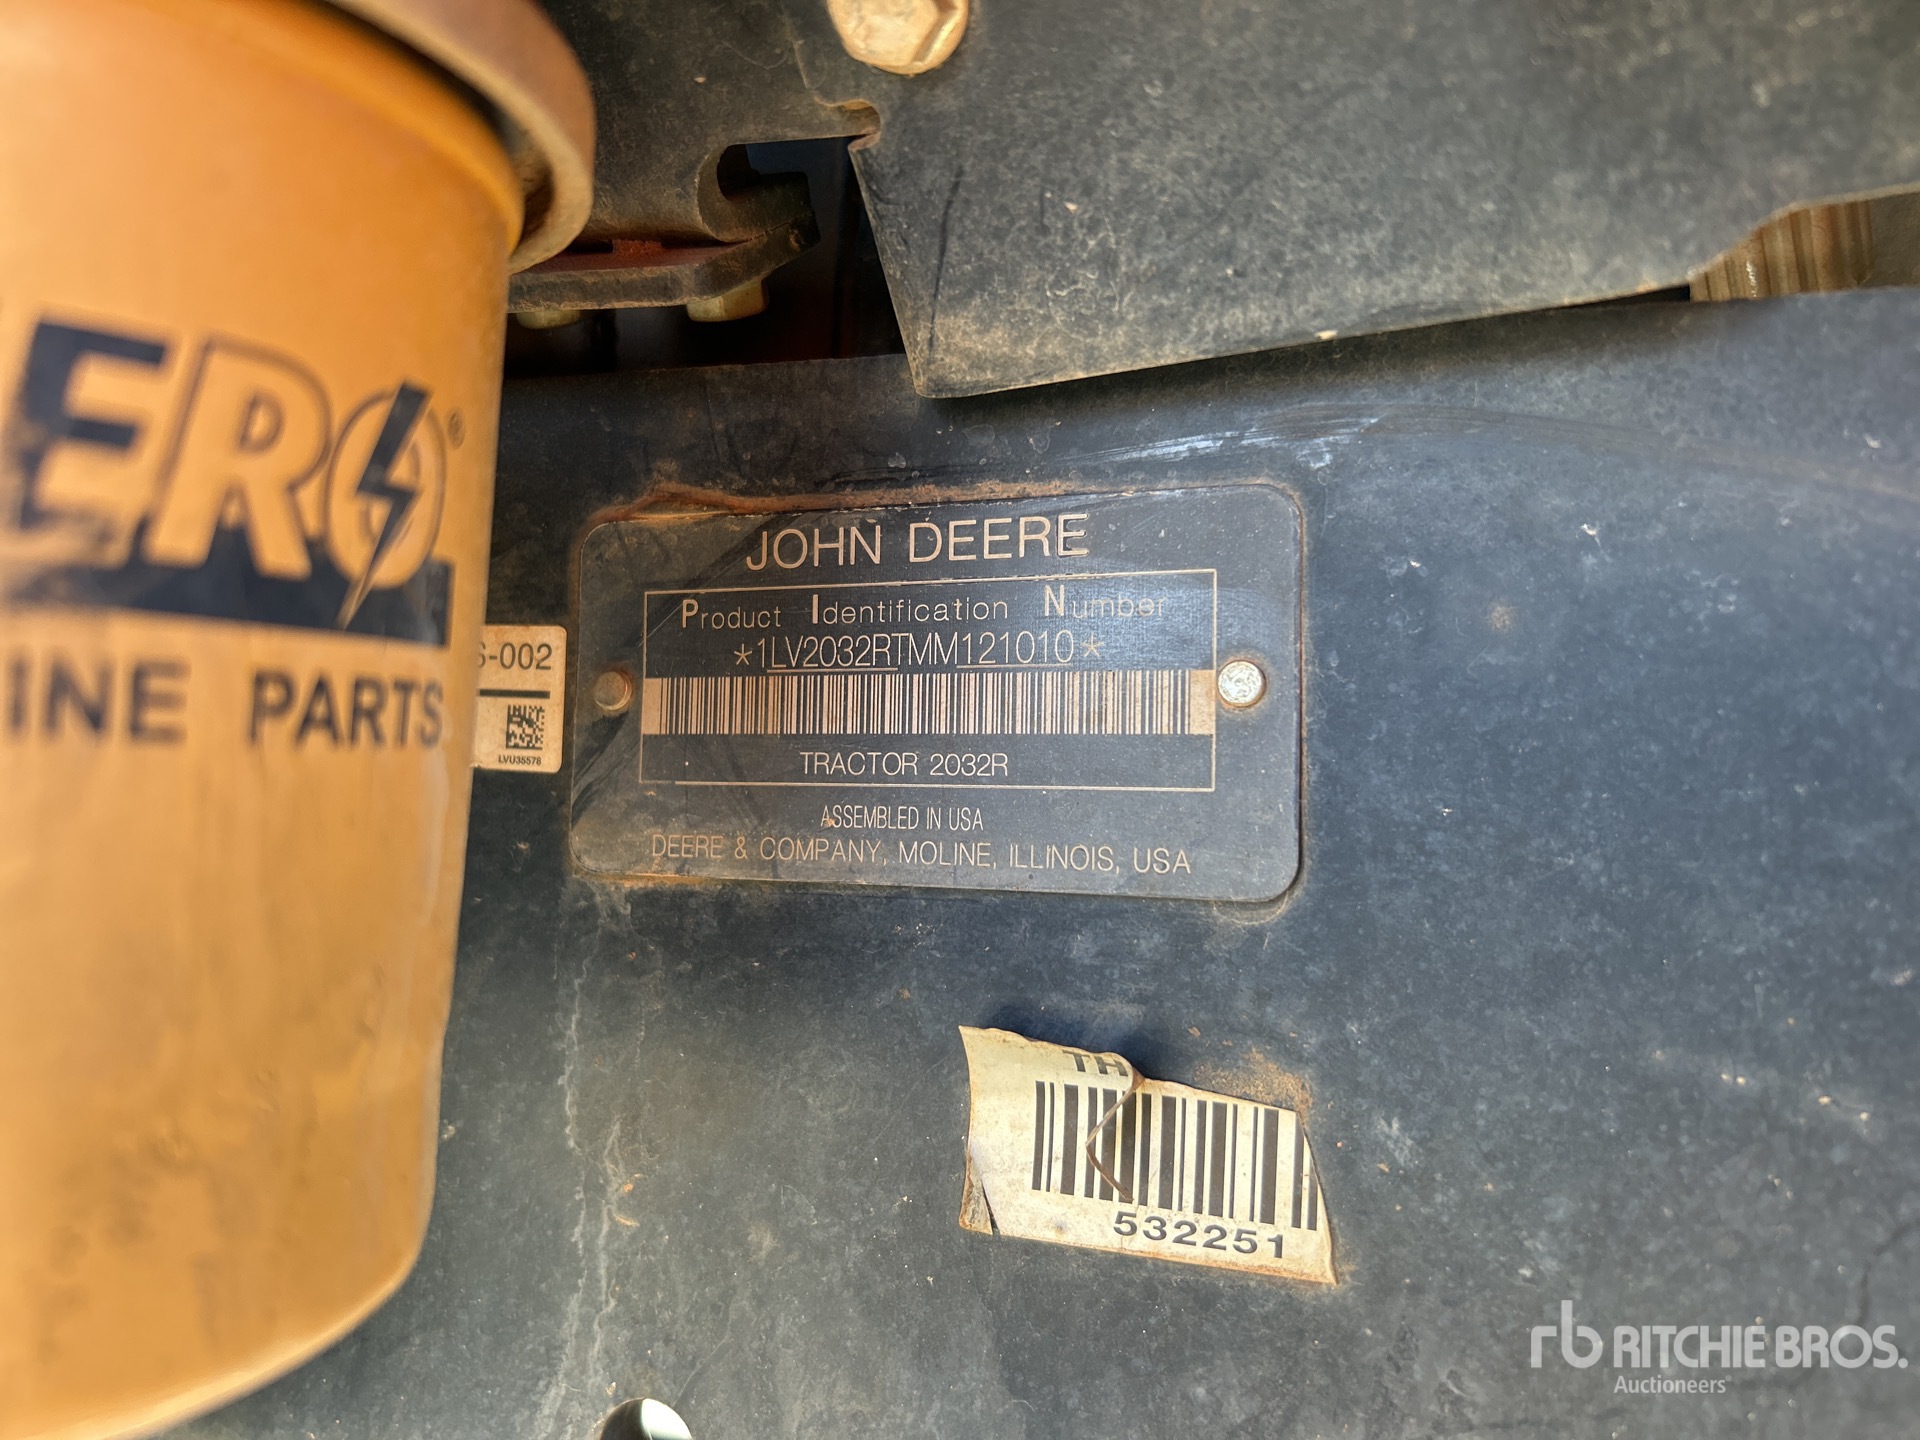 ERO®
INE PARTS
S-002
LVU35578
JOHN DEERE
Product Identification Number
*1LV2032RTMM121010*
TRACTOR 2032R
ASSEMBLED IN USA
DEERE & COMPANY, MOLINE, ILLINOIS, USA
TH
532251
rb RITCHIE BROS.
Auctioneers